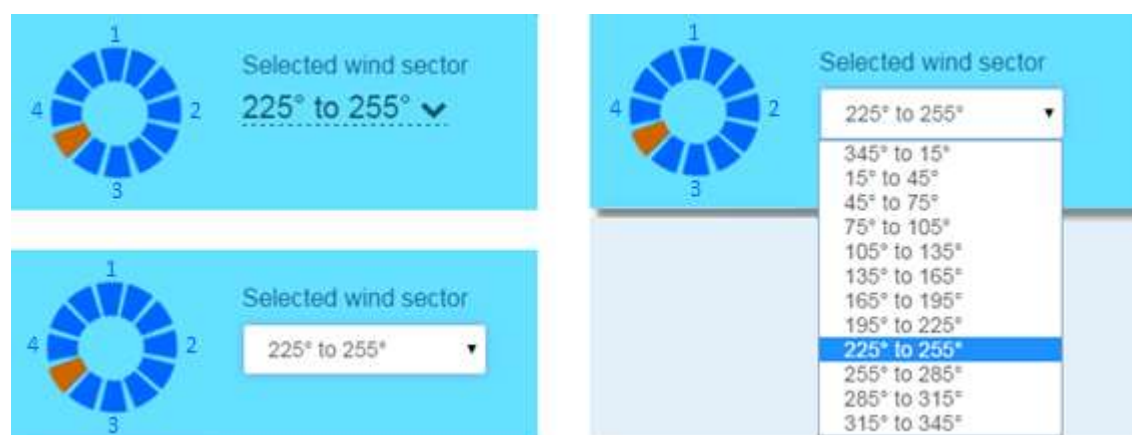 1
Selected wind sector
225° to 255°
4
2
3
1
Selected wind sector
225° to 255°
4
2
3
1
Selected wind sector
225° to 255°
4
2
3
345° to 15°
15° to 45°
45° to 75°
75° to 105°
105° to 135°
135° to 165°
165° to 195°
195° to 225°
225° to 255°
255° to 285°
285° to 315°
315° to 345°